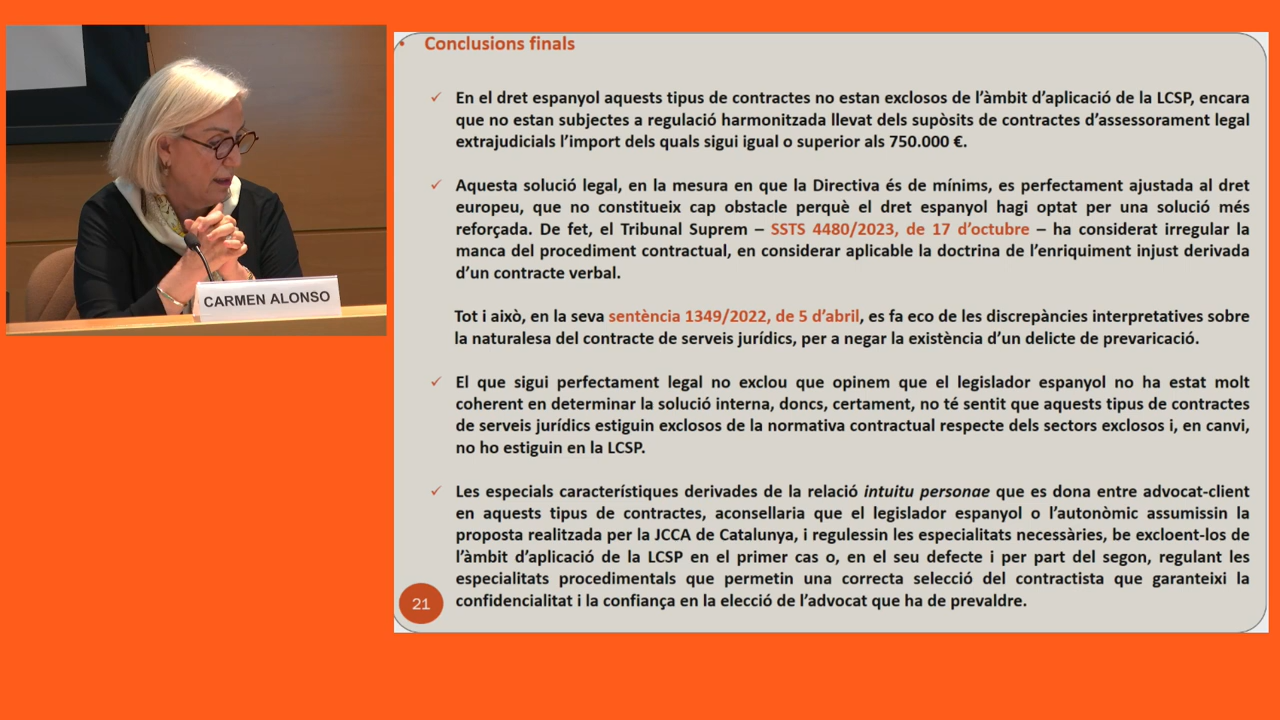 CARMEN ALONSO
• Conclusions finals
✓ En el dret espanyol aquests tipus de contractes no estan exclosos de l’àmbit d’aplicació de la LCSP, encara
que no estan subjectes a regulació harmonitzada llevat dels supòsits de contractes d’assessorament legal
extrajudicials l’import dels quals sigui igual o superior als 750.000 €.
✓ Aquesta solució legal, en la mesura en que la Directiva és de mínims, es perfectament ajustada al dret
europeu, que no constitueix cap obstacle perquè el dret espanyol hagi optat per una solució més
reforçada. De fet, el Tribunal Suprem – SSTS 4480/2023, de 17 d’octubre – ha considerat irregular la
manca del procediment contractual, en considerar aplicable la doctrina de l’enriquiment injust derivada
d’un contracte verbal.
Tot i això, en la seva sentència 1349/2022, de 5 d’abril, es fa eco de les discrepàncies interpretatives sobre
la naturalesa del contracte de serveis jurídics, per a negar la existència d’un delicte de prevaricació.
✓ El que sigui perfectament legal no exclou que opinem que el legislador espanyol no ha estat molt
coherent en determinar la solució interna, doncs, certament, no té sentit que aquests tipus de contractes
de serveis jurídics estiguin exclosos de la normativa contractual respecte dels sectors exclosos i, en canvi,
no ho estiguin en la LCSP.
✓ Les especials característiques derivades de la relació intuitu personae que es dona entre advocat-client
en aquests tipus de contractes, aconsellaria que el legislador espanyol o l’autonòmic assumissin la
proposta realitzada per la JCCA de Catalunya, i regulessin les especialitats necessàries, be excloent-los de
l’àmbit d’aplicació de la LCSP en el primer cas o, en el seu defecte i per part del segon, regulant les
especialitats procedimentals que permetin una correcta selecció del contractista que garanteixi la
confidencialitat i la confiança en la elecció de l’advocat que ha de prevaldre.
21